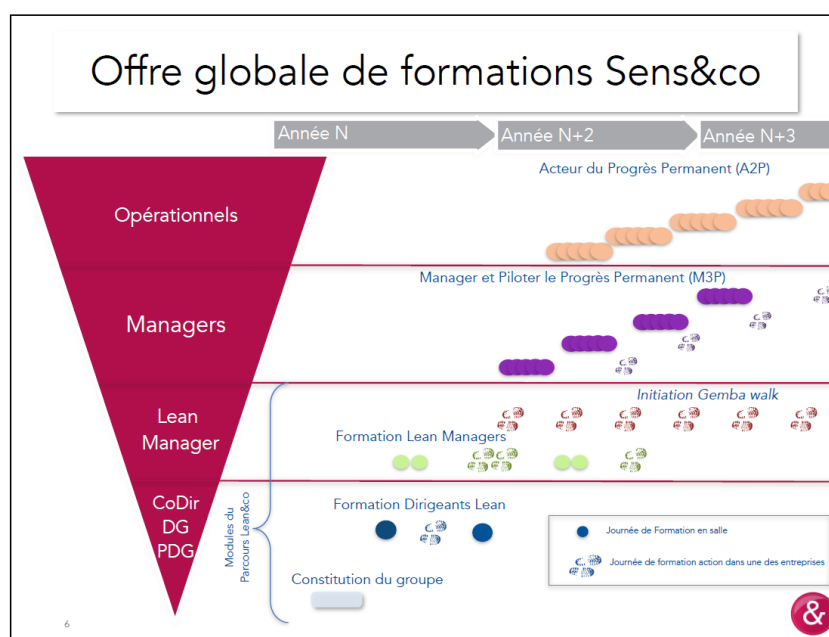 Offre globale de formations Sens&co
Année N
Année N+2
Année N+3
Acteur du Progrès Permanent (A2P)
Opérationnels
Manager et Piloter le Progrès Permanent (M3P)
Managers
Initiation Gemba walk
Lean
Manager
Formation Lean Managers
CoDir
DG
PDG
Modules du
Parcours Lean&co
Formation Dirigeants Lean
Journée de Formation en salle
Journée de formation action dans une des entreprises
Constitution du groupe
6
&